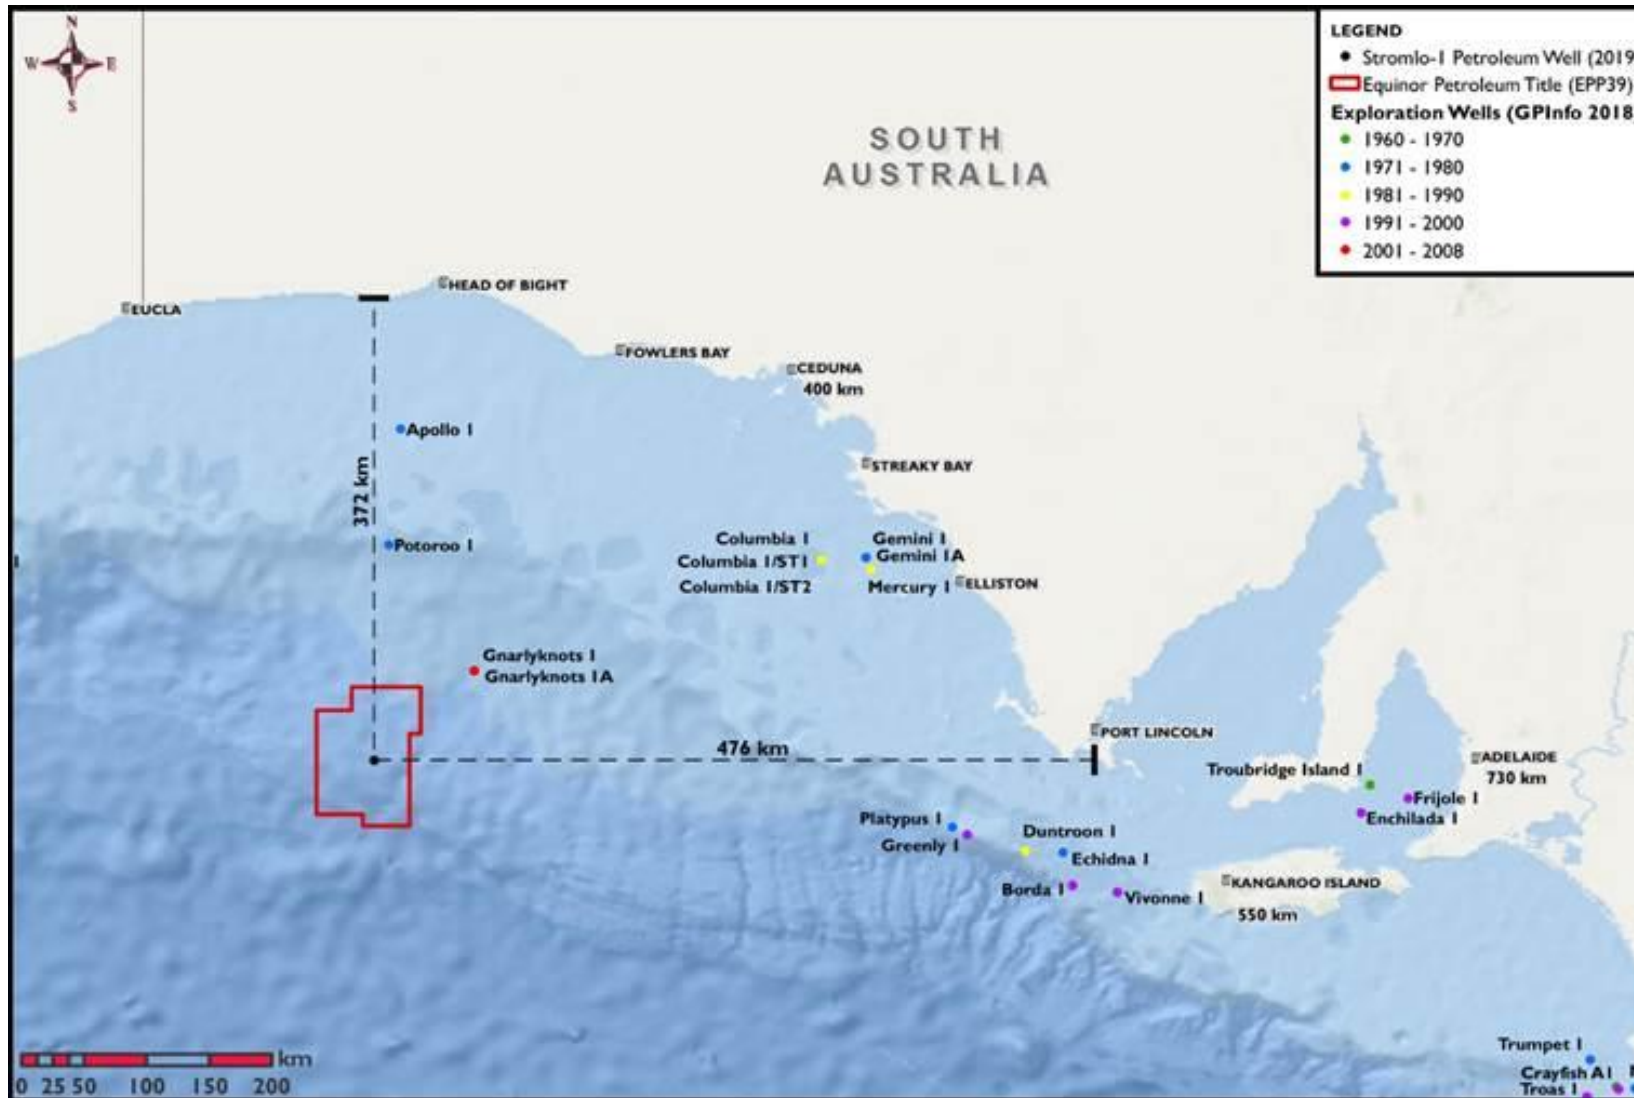 N
W E
S
LEGEND
Stromlo-1 Petroleum Well (2019
Equinor Petroleum Title (EPP39)
Exploration Wells (GPInfo 2018
1960 - 1970
1971 - 1980
1981 - 1990
1991 - 2000
2001 - 2008
SOUTH
AUSTRALIA
HEAD OF BIGHT
EUCLA
FOWLERS BAY
CEDUNA
400 km
Apollo 1
STREAKY BAY
372 km
Potoroo 1
Columbia 1
Columbia 1/ST1
Columbia 1/ST2
Gemini 1
Gemini 1A
Mercury 1
ELLISTON
1
Gnarlyknots 1
Gnarlyknots 1A
476 km
PORT LINCOLN
ADELAIDE
730 km
Troubridge Island 1
Frijole 1
Enchilada 1
Platypus 1
Greenly 1
Duntroon 1
Echidna 1
Borda 1
Vivonne 1
KANGAROO ISLAND
550 km
Trumpet 1
Crayfish A1
Troas 1
km
0 25 50 100 150 200